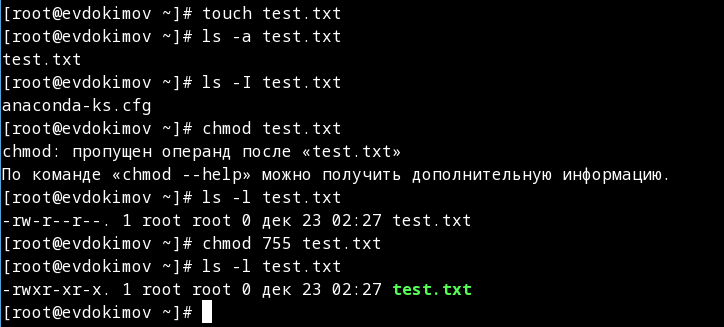 [root@evdokimov ~]# touch test.txt
[root@evdokimov ~]# ls -a test.txt
test.txt
[root@evdokimov ~]# ls -I test.txt
anaconda-ks.cfg
[root@evdokimov ~]# chmod test.txt
chmod: пропущен операнд после «test.txt»
По команде «chmod --help» можно получить дополнительную информацию.
[root@evdokimov ~]# ls -l test.txt
-rw-r--r--. 1 root root 0 дек 23 02:27 test.txt
[root@evdokimov ~]# chmod 755 test.txt
[root@evdokimov ~]# ls -l test.txt
-rwxr-xr-x. 1 root root 0 дек 23 02:27 test.txt
[root@evdokimov ~]#